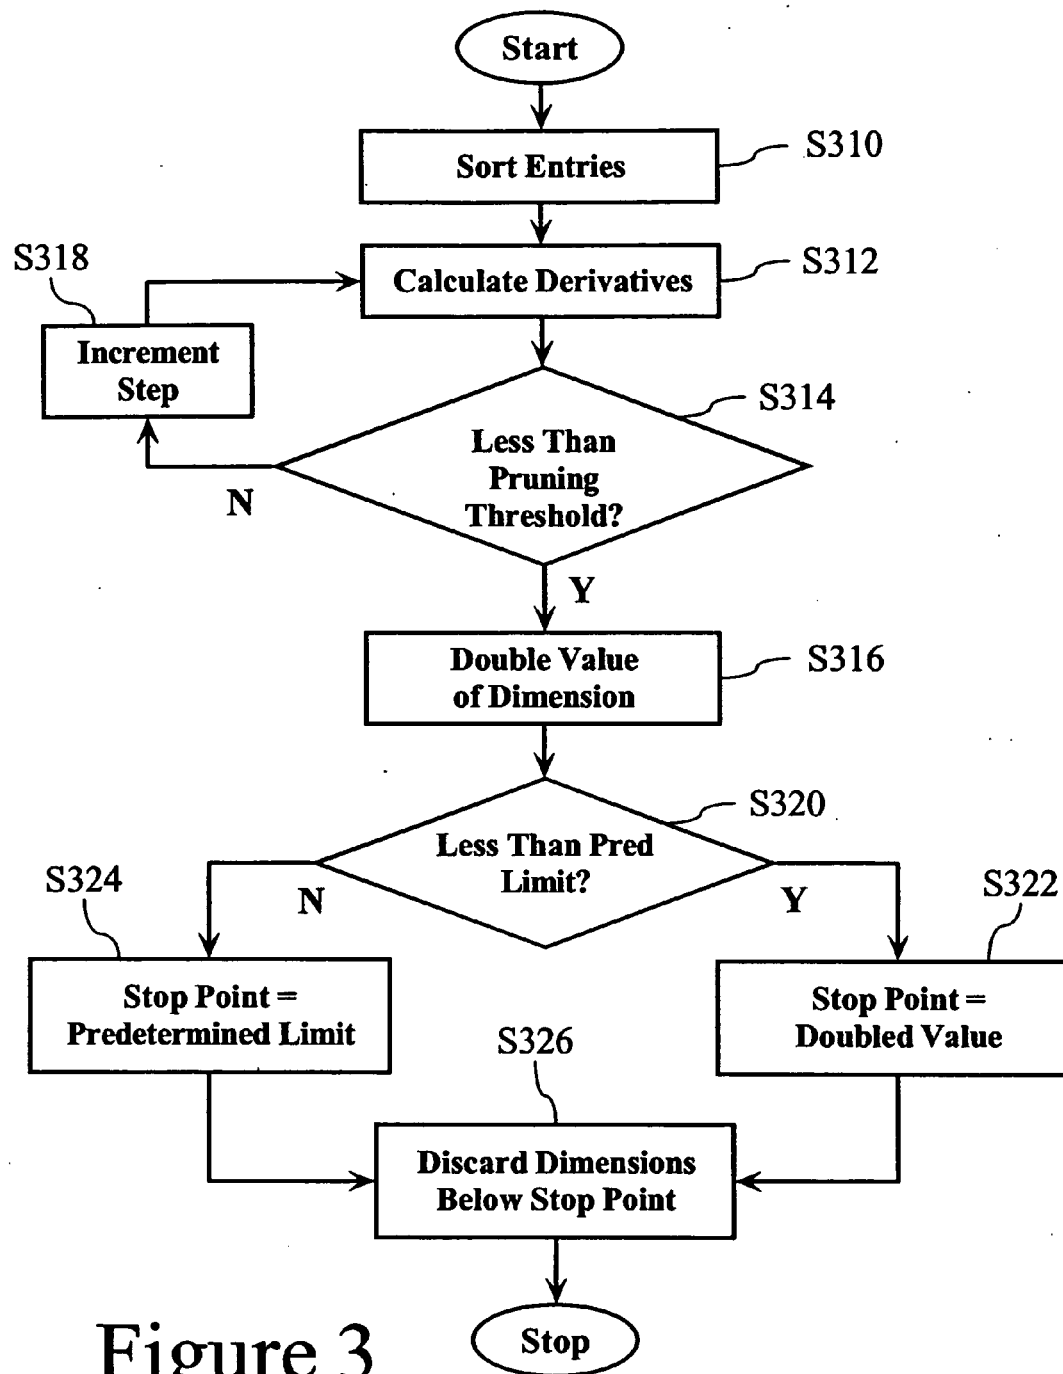 Start
Sort Entries
S310
Calculate Derivatives
S312
S318
Increment
Step
S314
Less Than
Pruning
Threshold?
N
Y
Double Value
of Dimension
S316
S320
Less Than Pred
Limit?
N
Y
S324
S322
Stop Point =
Predetermined Limit
Stop Point =
Doubled Value
S326
Discard Dimensions
Below Stop Point
Stop
Figure 3